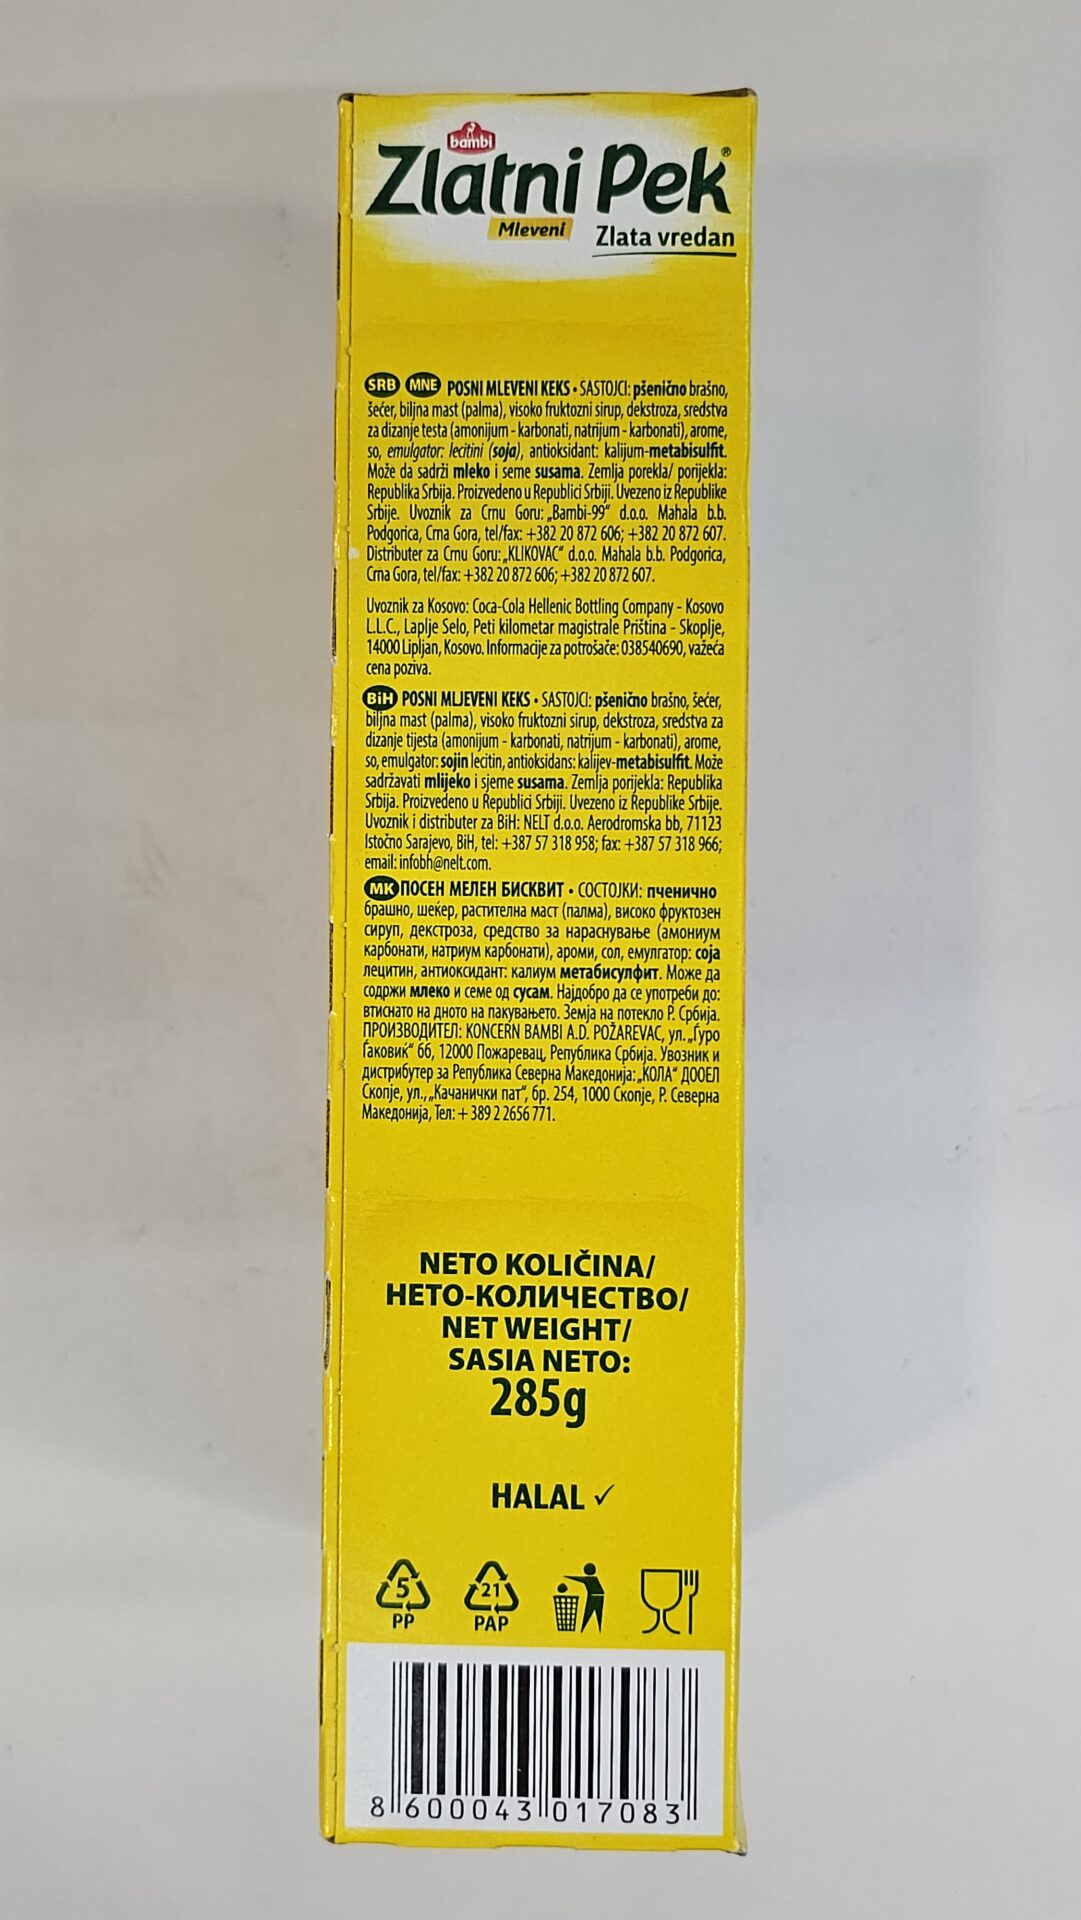 bambi
Zlatni Pek®
Mleveni
Zlata vredan
SRB MNE POSNI MLEVENI KEKS • SASTOJCI: pšenično brašno,
šećer, biljna mast (palma), visoko fruktozni sirup, dekstroza, sredstva
za dizanje testa (amonijum - karbonati, natrijum - karbonati), arome,
so, emulgator: lecitini (soja), antioksidant: kalijum-metabisulfit.
Može da sadrži mleko i seme susama. Zemlja porekla/ porijekla:
Republika Srbija. Proizvedeno u Republici Srbiji. Uvezeno iz Republike
Srbije. Uvoznik za Crnu Goru: „Bambi-99“ d.o.o. Mahala b.b.
Podgorica, Crna Gora, tel/fax: +382 20 872 606; +382 20 872 607.
Distributer za Crnu Goru: „KLIKOVAC“ d.o.o. Mahala b.b. Podgorica,
Crna Gora, tel/fax: +382 20 872 606; +382 20 872 607.
Uvoznik za Kosovo: Coca-Cola Hellenic Bottling Company - Kosovo
L.L.C., Laplje Selo, Peti kilometar magistrale Priština - Skoplje,
14000 Lipljan, Kosovo. Informacije za potrošače: 038540690, važeća
cena poziva.
BiH POSNI MLJEVENI KEKS • SASTOJCI: pšenično brašno, šećer,
biljna mast (palma), visoko fruktozni sirup, dekstroza, sredstva za
dizanje tijesta (amonijum - karbonati, natrijum - karbonati), arome,
so, emulgator: sojin lecitin, antioksidans: kalijev-metabisulfit. Može
sadržavati mlijeko i sjeme susama. Zemlja porijekla: Republika
Srbija. Proizvedeno u Republici Srbiji. Uvezeno iz Republike Srbije.
Uvoznik i distributer za BiH: NELT d.o.o. Aerodromska bb, 71123
Istočno Sarajevo, BiH, tel: +387 57 318 958; fax: +387 57 318 966;
email: infobh@nelt.com.
MK ПОСЕН МЕЛЕН БИСКВИТ • СОСТОЈКИ: пченично
брашно, шеќер, растителна маст (палма), високо фруктозен
сируп, декстроза, средство за нараснување (амониум
карбонати, натриум карбонати), ароми, сол, емулгатор: соја
лецитин, антиоксидант: калиум метабисулфит. Може да
содржи млеко и семе од сусам. Најдобро да се употреби до:
втиснато на дното на пакувањето. Земја на потекло Р. Србија.
ПРОИЗВОДИТЕЛ: KONCERN BAMBI A.D. POŽAREVAC, ул. „Ѓуро
Ѓаковиќ“ бб, 12000 Пожаревац, Република Србија. Увозник и
дистрибутер за Република Северна Македонија: „КОЛА“ ДООЕЛ
Скопје, ул., „Качанички пат“, бр. 254, 1000 Скопје, Р. Северна
Македонија, Тел: + 389 2 2656 771.
NETO KOLIČINA/
НЕТО-КОЛИЧЕСТВО/
NET WEIGHT/
SASIA NETO:
285g
HALAL ✓
5 21
PP PAP
8 600043 017083